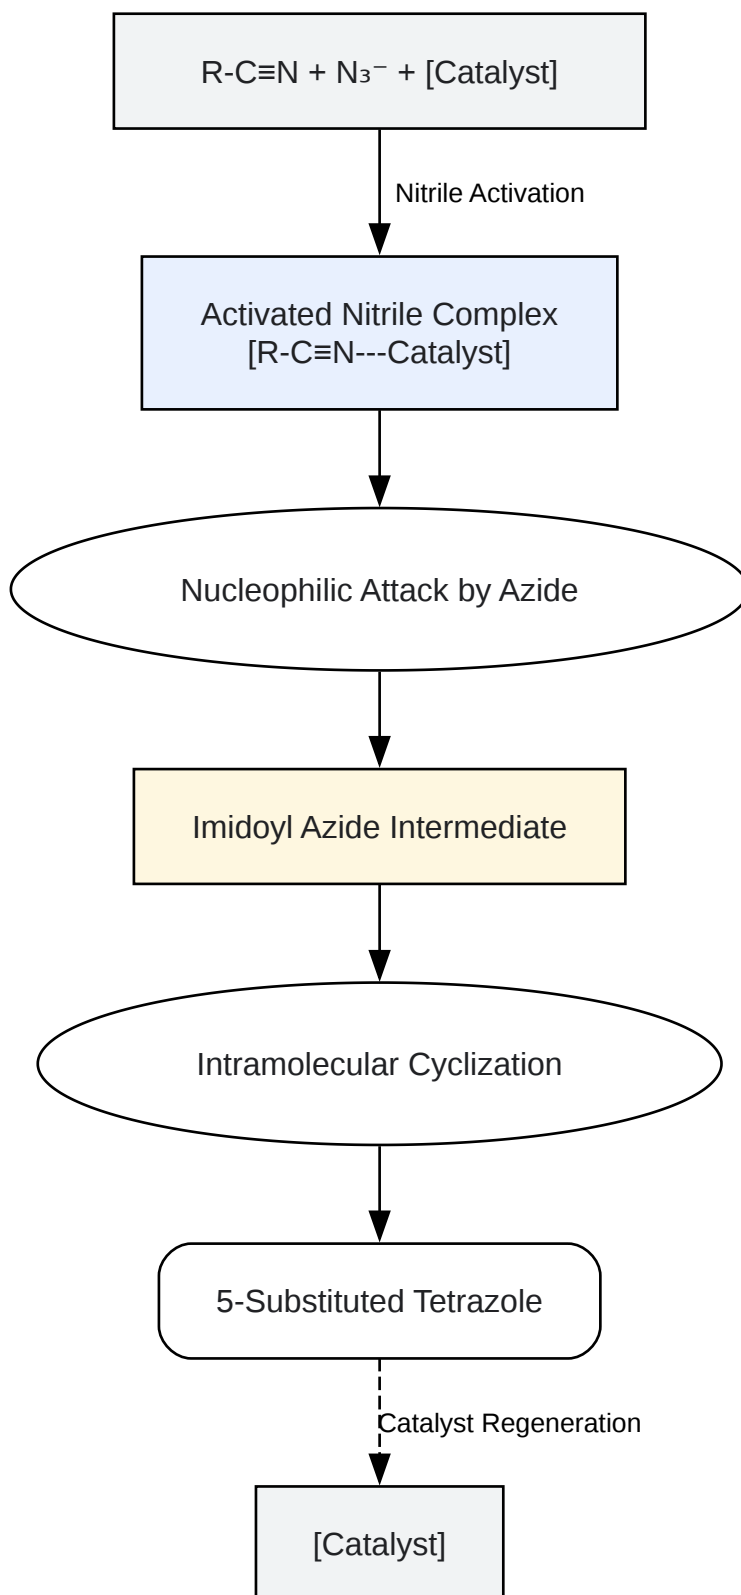 R-C≡N + N₃⁻ + [Catalyst]
Nitrile Activation
Activated Nitrile Complex
[R-C≡N---Catalyst]
Nucleophilic Attack by Azide
Imidoyl Azide Intermediate
Intramolecular Cyclization
5-Substituted Tetrazole
Catalyst Regeneration
[Catalyst]